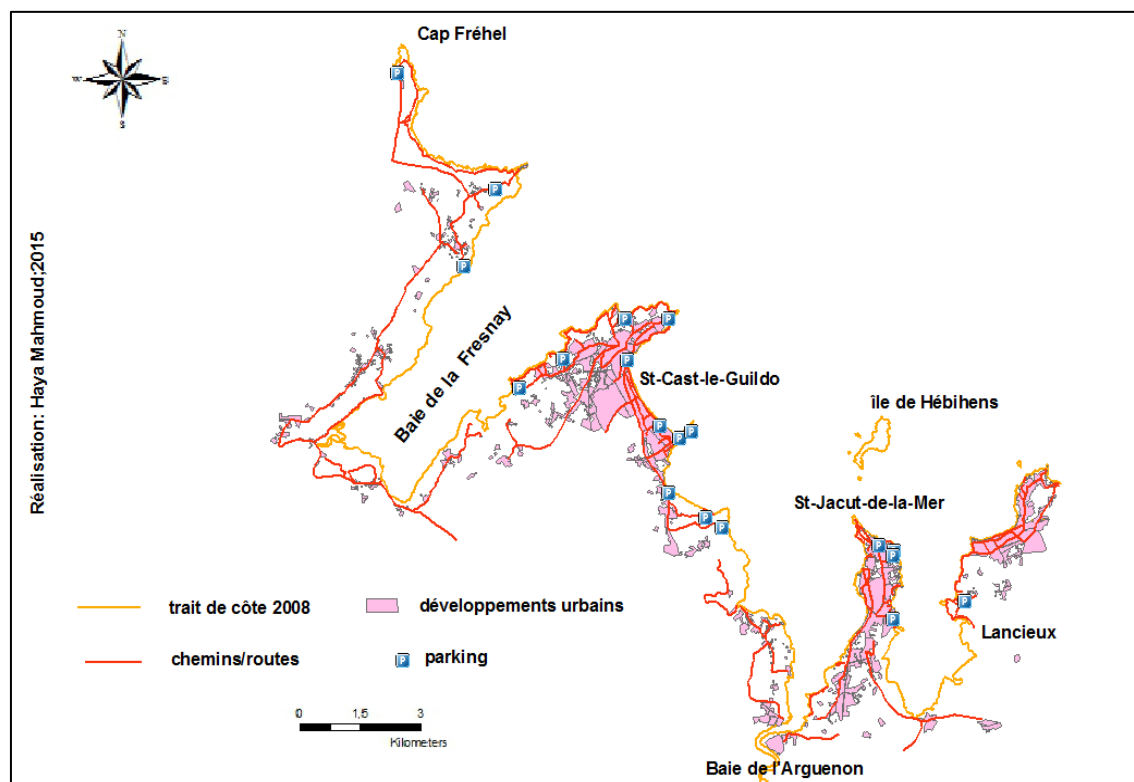 Cap Fréhel
N
W
E
S
Réalisation: Haya Mahmoud;2015
Baie de la Fresnay
St-Cast-le-Guildo
île de Hébihens
St-Jacut-de-la-Mer
Lancieux
Baie de l'Arguenon
trait de côte 2008
développements urbains
chemins/routes
P parking
0 1,5 3
Kilometers